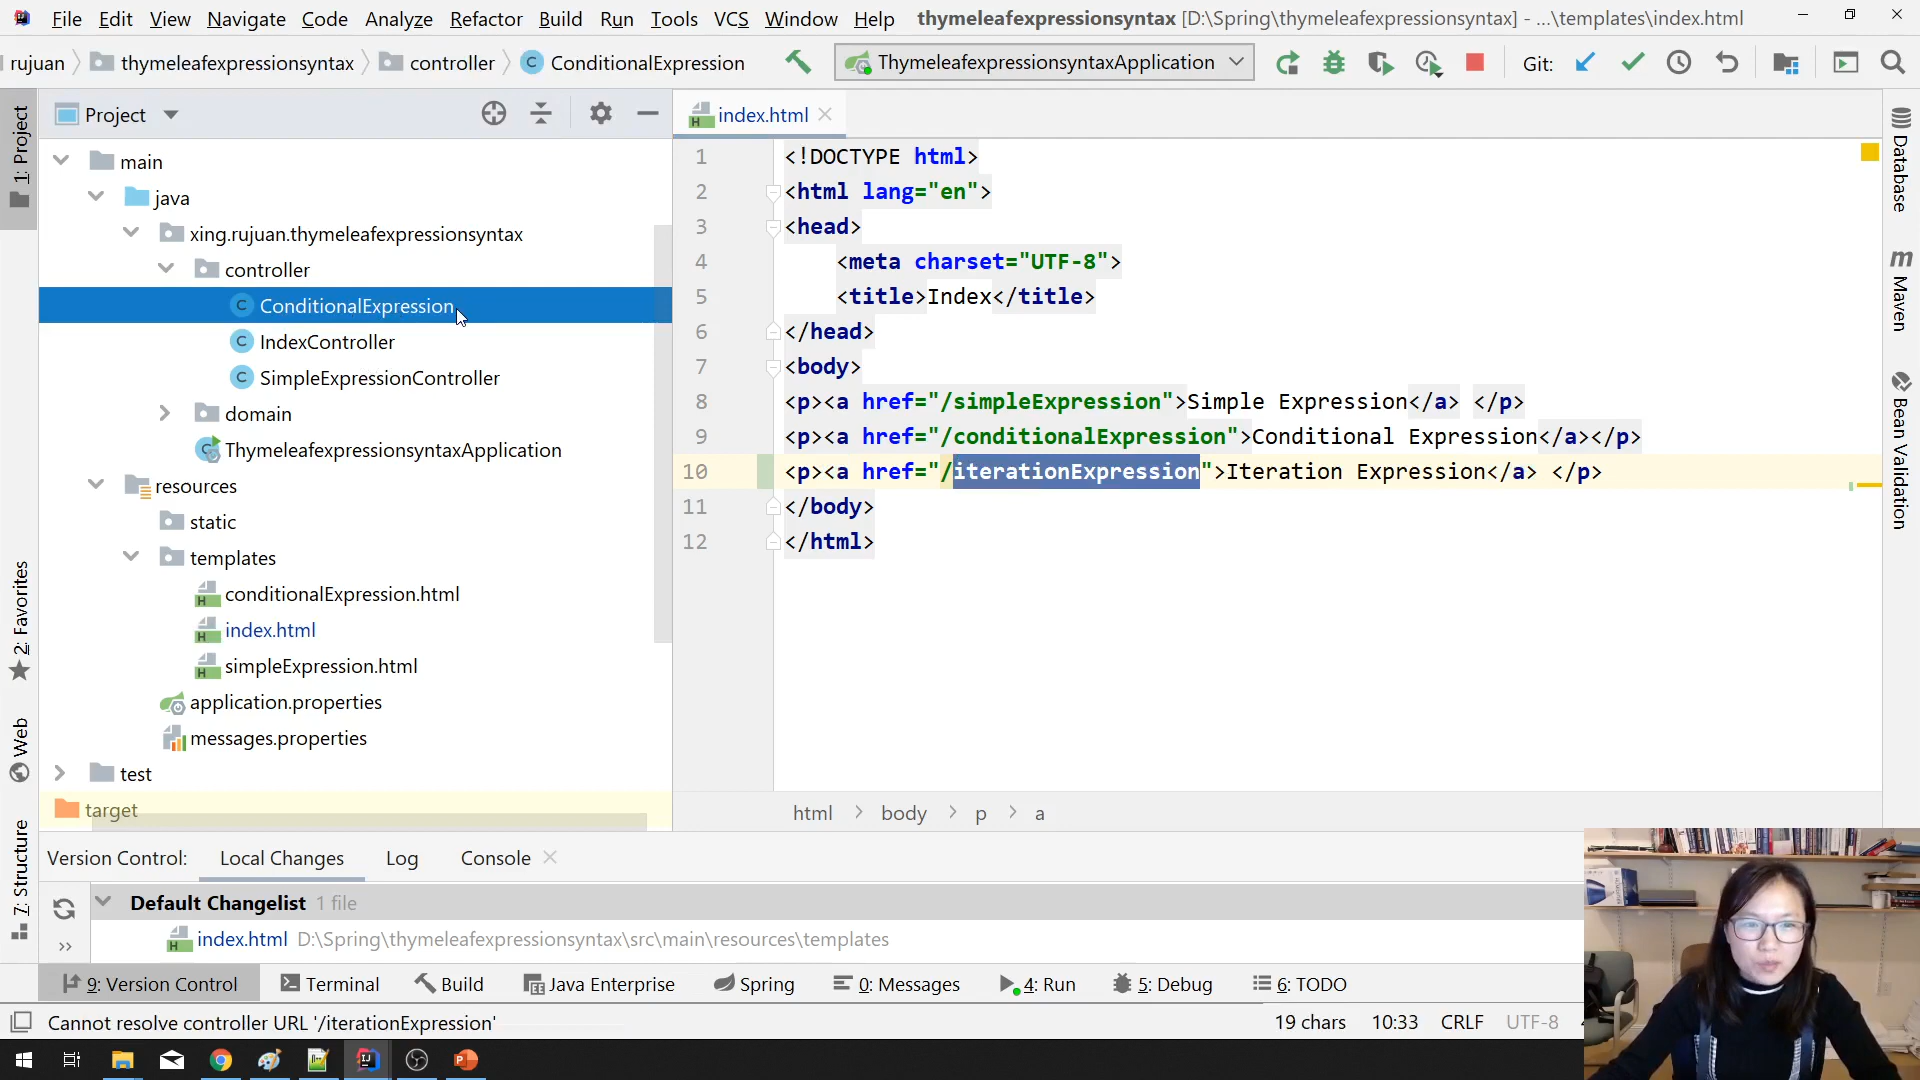 File Edit View Navigate Code Analyze Refactor Build Run Tools VCS Window Help thymeleafexpressionsyntax [D:\Spring\thymeleafexpressionsyntax] - ...\templates\index.html
rujuan thymeleafexpressionsyntax controller ConditionalExpression ThymeleafexpressionsyntaxApplication Git:
1: Project
Project
index.html
main
java
xing.rujuan.thymeleafexpressionsyntax
controller
ConditionalExpression
IndexController
SimpleExpressionController
domain
ThymeleafexpressionsyntaxApplication
resources
static
templates
conditionalExpression.html
index.html
simpleExpression.html
application.properties
messages.properties
test
target
1 <!DOCTYPE html>
2 <html lang="en">
3 <head>
4 <meta charset="UTF-8">
5 <title>Index</title>
6 </head>
7 <body>
8 <p><a href="/simpleExpression">Simple Expression</a> </p>
9 <p><a href="/conditionalExpression">Conditional Expression</a></p>
10 <p><a href="/iterationExpression">Iteration Expression</a> </p>
11 </body>
12 </html>
html body p a
Database
Maven
Bean Validation
2: Favorites
Web
7: Structure
Version Control: Local Changes Log Console
Default Changelist 1 file
index.html D:\Spring\thymeleafexpressionsyntax\src\main\resources\templates
9: Version Control Terminal Build Java Enterprise Spring 0: Messages 4: Run 5: Debug 6: TODO
Cannot resolve controller URL '/iterationExpression' 19 chars 10:33 CRLF UTF-8